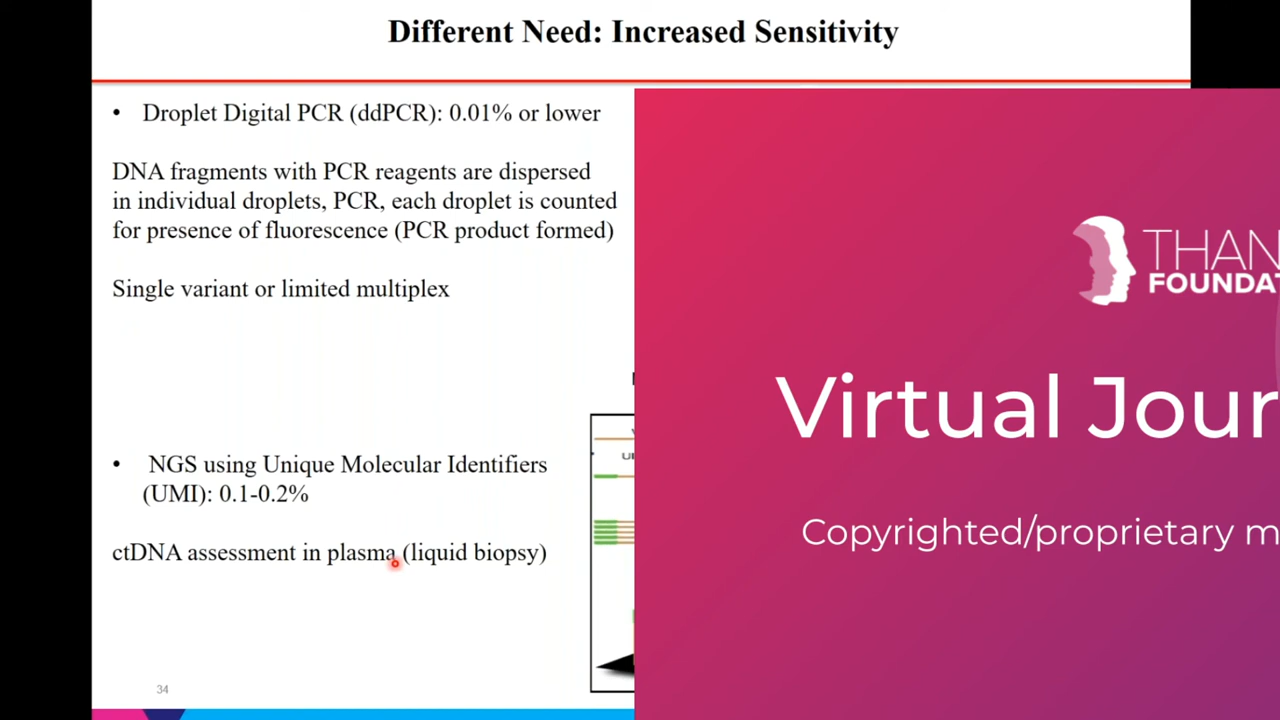 Different Need: Increased Sensitivity
• Droplet Digital PCR (ddPCR): 0.01% or lower
DNA fragments with PCR reagents are dispersed
in individual droplets, PCR, each droplet is counted
for presence of fluorescence (PCR product formed)
Single variant or limited multiplex
• NGS using Unique Molecular Identifiers
(UMI): 0.1-0.2%
ctDNA assessment in plasma (liquid biopsy)
34
THAN
FOUNDAT
Virtual Jour
Copyrighted/proprietary m